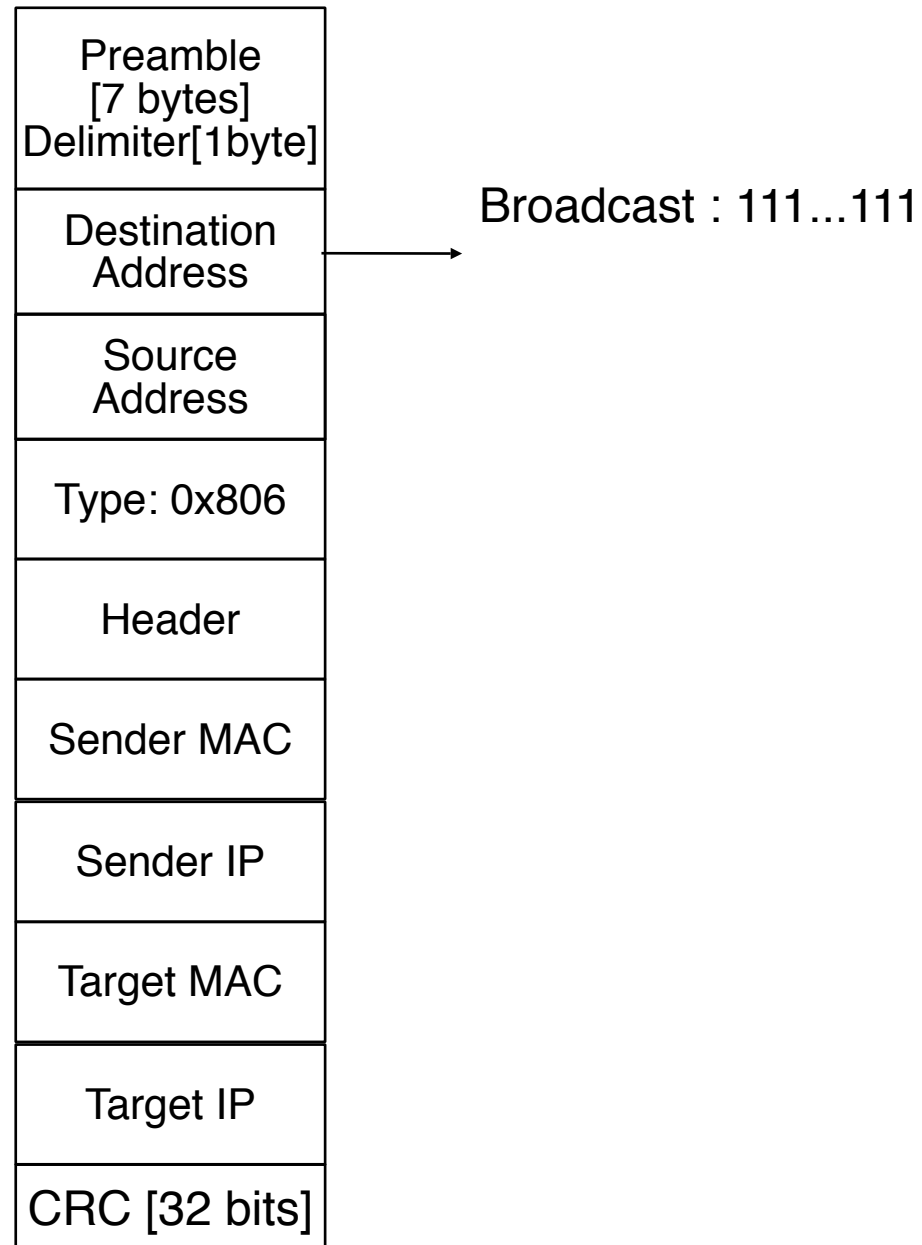 Preamble
[7 bytes]
Delimiter[1byte]
Destination
Address
Broadcast : 111...111
Source
Address
Type: 0x806
Header
Sender MAC
Sender IP
Target MAC
Target IP
CRC [32 bits]